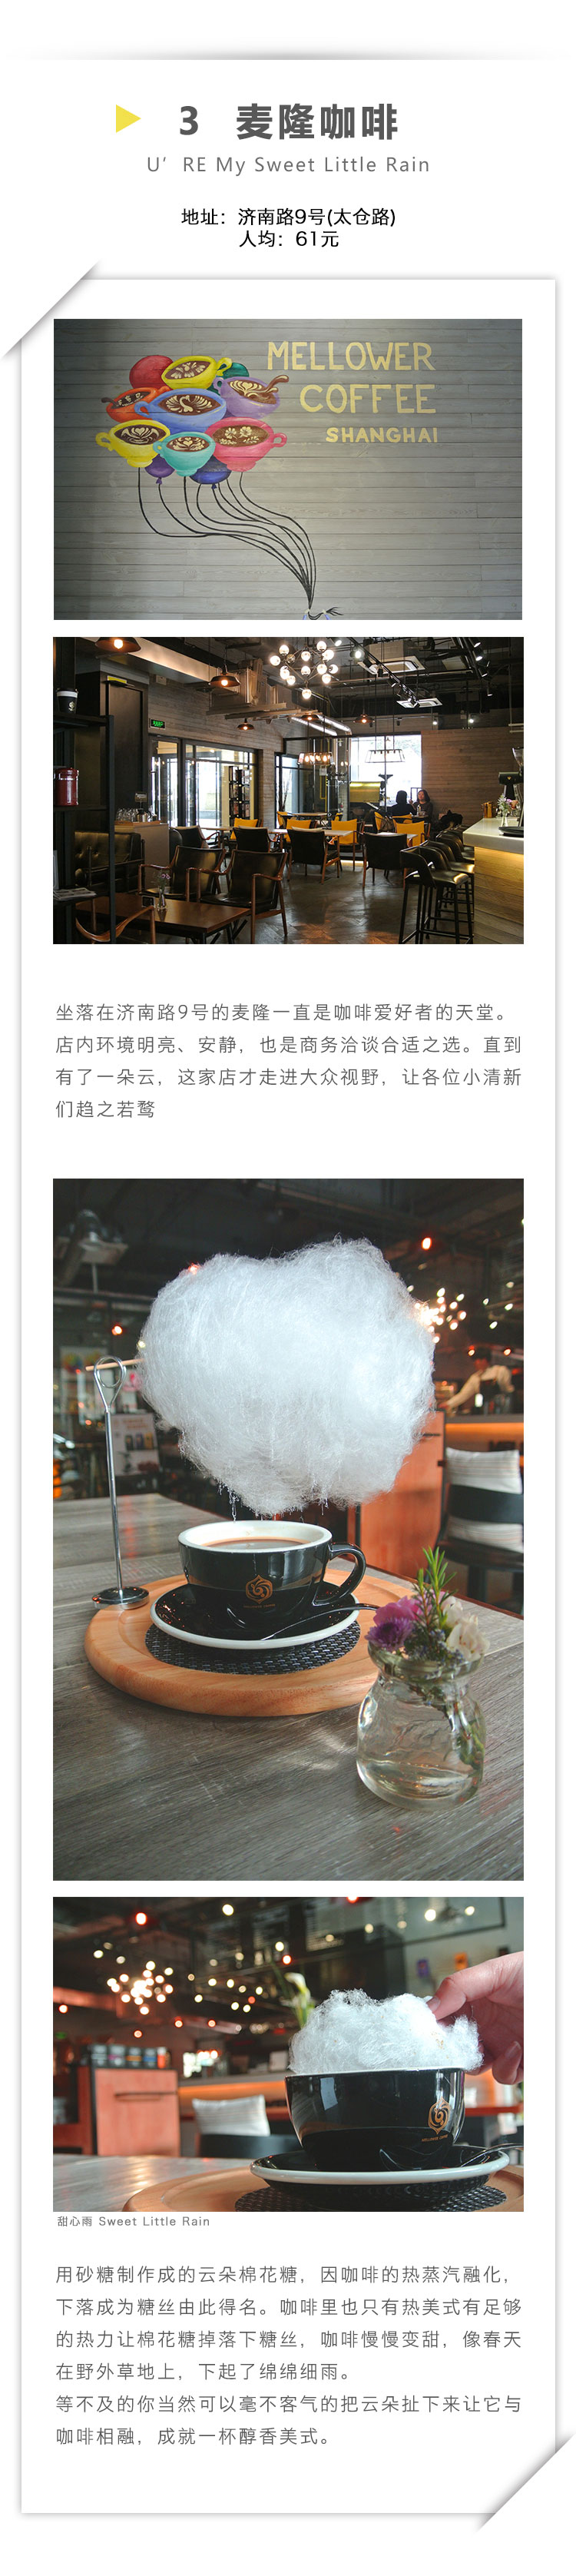 3 麦隆咖啡
U'RE My Sweet Little Rain
地址：济南路9号(太仓路)
人均：61元
MELLOWER
COFFEE
SHANGHAI
坐落在济南路9号的麦隆一直是咖啡爱好者的天堂。
店内环境明亮、安静，也是商务洽谈合适之选。直到
有了一朵云，这家店才走进大众视野，让各位小清新
们趋之若鹜
甜心雨 Sweet Little Rain
用砂糖制作成的云朵棉花糖，因咖啡的热蒸汽融化，
下落成为糖丝由此得名。咖啡里也只有热美式有足够
的热力让棉花糖掉落下糖丝，咖啡慢慢变甜，像春天
在野外草地上，下起了绵绵细雨。
等不及的你当然可以毫不客气的把云朵扯下来让它与
咖啡相融，成就一杯醇香美式。